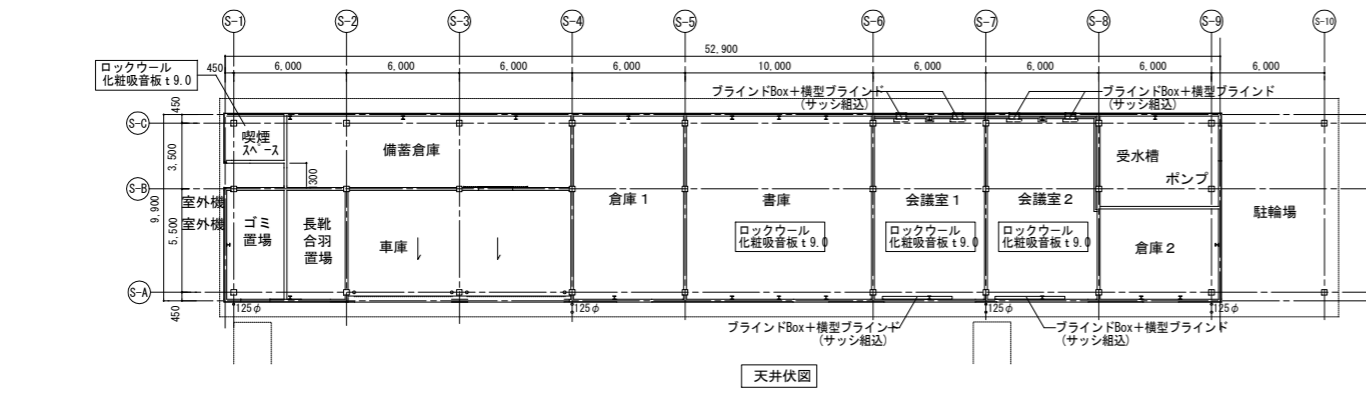 S-1 S-2 S-3 S-4 S-5 S-6 S-7 S-8 S-9 S-10
52,900
450 6,000 6,000 6,000 6,000 10,000 6,000 6,000 6,000 6,000
ロックウール
化粧吸音板ｔ9.0
ブラインドBox＋横型ブラインド
(サッシ組込)
ブラインドBox＋横型ブラインド
(サッシ組込)
450
S-C
喫煙
スペース
備蓄倉庫
受水槽
ポンプ
3,500
300
S-B
室外機
室外機
9,900
5,500
ゴミ
置場
長靴
合羽
置場
車庫
倉庫１
書庫
ロックウール
化粧吸音板ｔ9.0
会議室１
ロックウール
化粧吸音板ｔ9.0
会議室２
ロックウール
化粧吸音板ｔ9.0
倉庫２
駐輪場
S-A
450
125φ 125φ 125φ 125φ
ブラインドBox＋横型ブラインド
(サッシ組込)
ブラインドBox＋横型ブラインド
(サッシ組込)
天井伏図